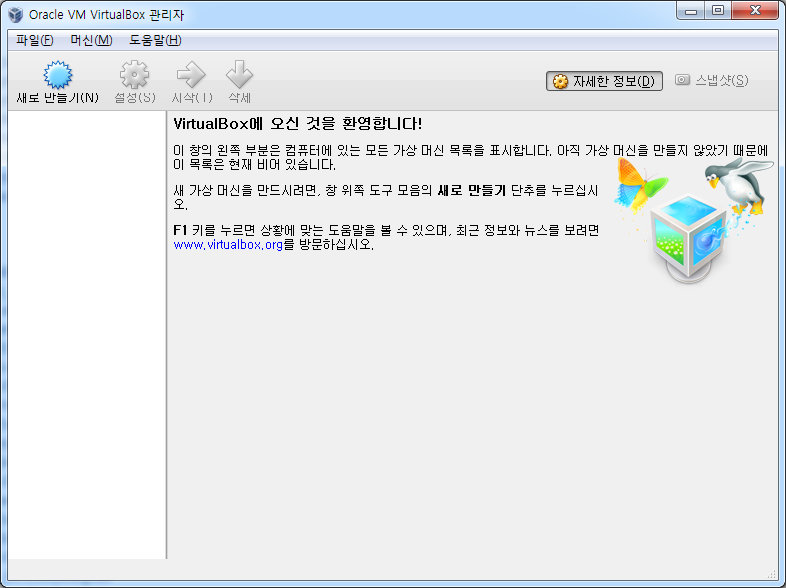 Oracle VM VirtualBox 관리자
파일(F) 머신(M) 도움말(H)
새로 만들기(N) 설정(S) 시작(T) 삭제 자세한 정보(D) 스냅샷(S)
VirtualBox에 오신 것을 환영합니다!
이 창의 왼쪽 부분은 컴퓨터에 있는 모든 가상 머신 목록을 표시합니다. 아직 가상 머신을 만들지 않았기 때문에
이 목록은 현재 비어 있습니다.
새 가상 머신을 만드시려면, 창 위쪽 도구 모음의 새로 만들기 단추를 누르십시
오.
F1 키를 누르면 상황에 맞는 도움말을 볼 수 있으며, 최근 정보와 뉴스를 보려면
www.virtualbox.org를 방문하십시오.